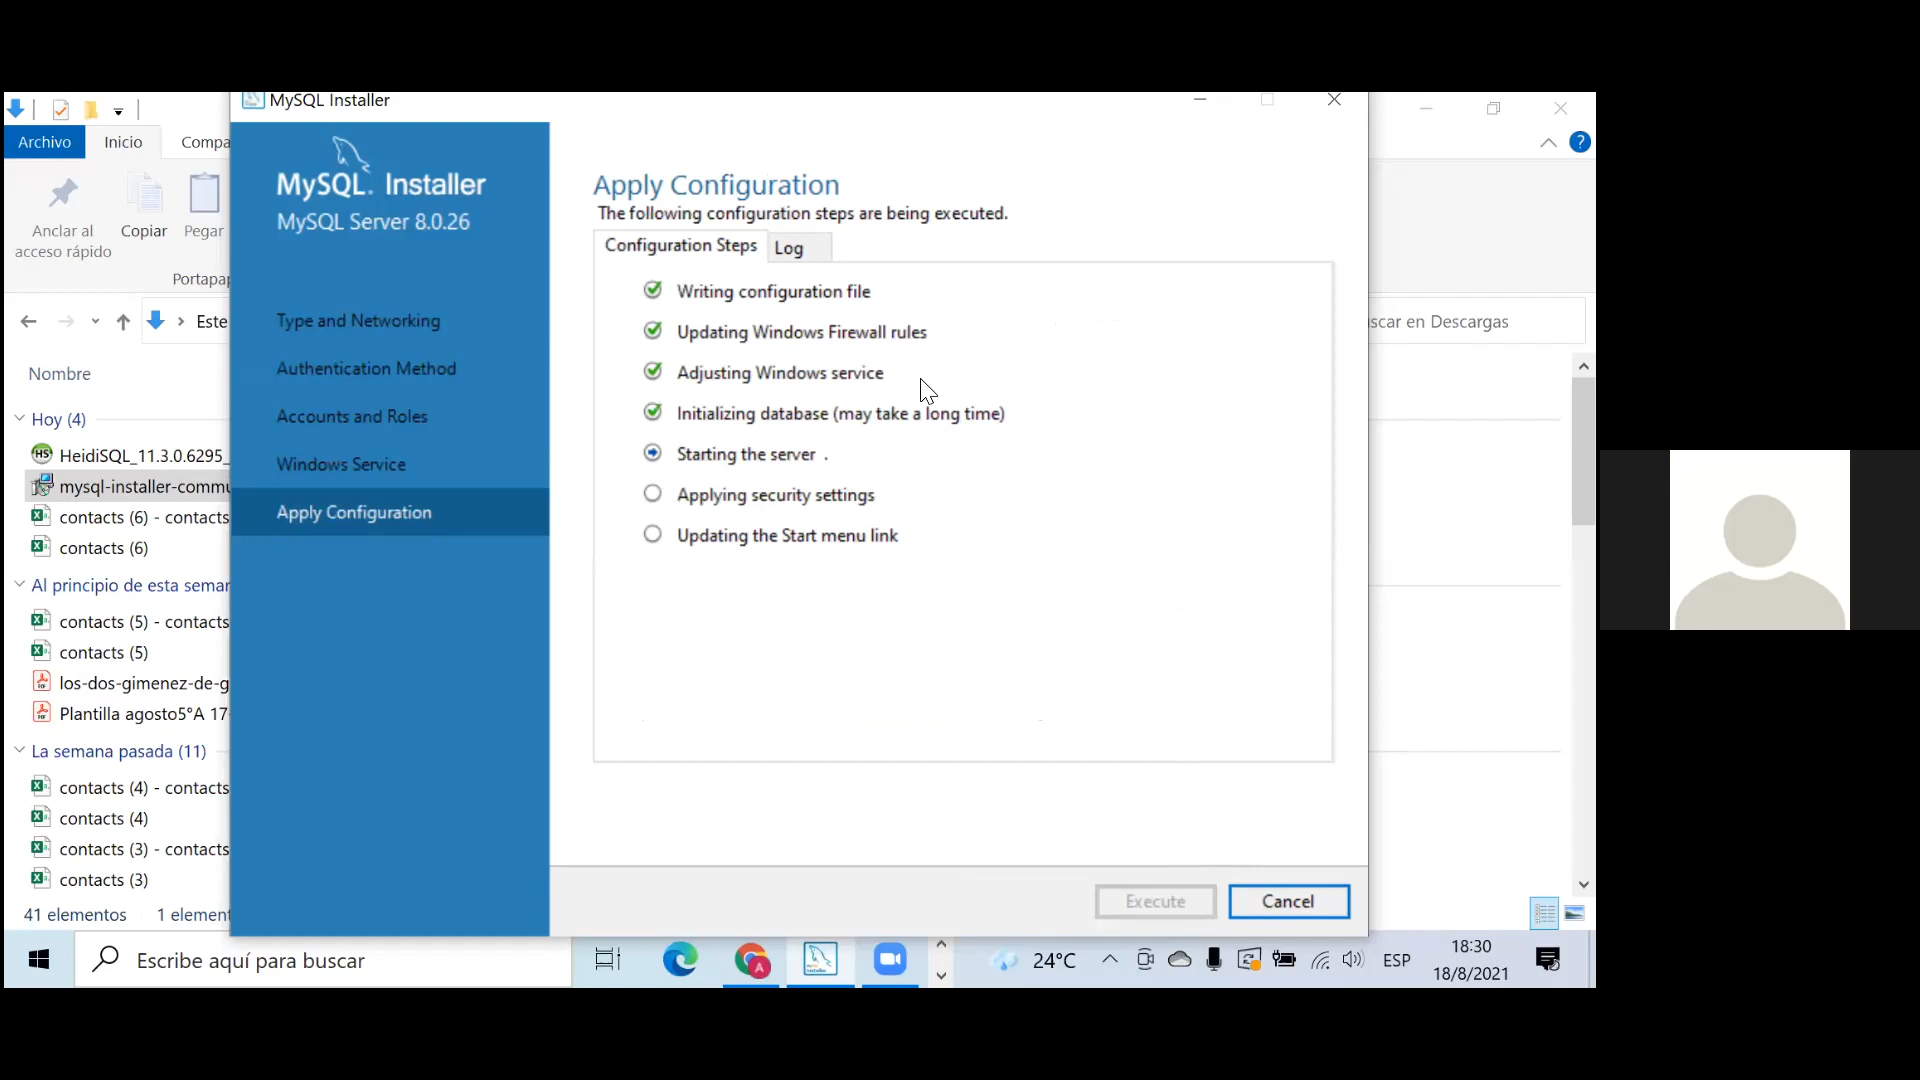 MySQL Installer
Archivo
Inicio
Compa
Anclar al
acceso rápido
Copiar
Pegar
Portapap
Este
scar en Descargas
Nombre
Hoy (4)
HeidiSQL_11.3.0.6295_
mysql-installer-commu
contacts (6) - contacts
contacts (6)
Al principio de esta semar
contacts (5) - contacts
contacts (5)
los-dos-gimenez-de-g
Plantilla agosto5°A 17-
La semana pasada (11)
contacts (4) - contacts
contacts (4)
contacts (3) - contacts
contacts (3)
41 elementos
1 element
MySQL. Installer
MySQL Server 8.0.26
Type and Networking
Authentication Method
Accounts and Roles
Windows Service
Apply Configuration
Apply Configuration
The following configuration steps are being executed.
Configuration Steps
Log
Writing configuration file
Updating Windows Firewall rules
Adjusting Windows service
Initializing database (may take a long time)
Starting the server .
Applying security settings
Updating the Start menu link
Execute
Cancel
Escribe aquí para buscar
24°C
ESP
18:30
18/8/2021